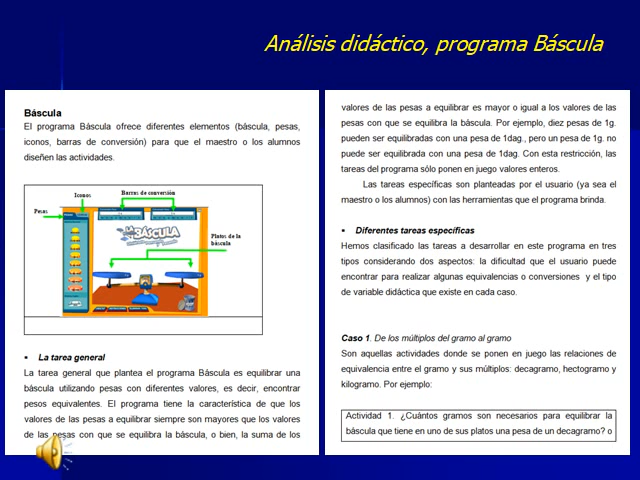 Análisis didáctico, programa Báscula
Báscula
El programa Báscula ofrece diferentes elementos (báscula, pesas,
iconos, barras de conversión) para que el maestro o los alumnos
diseñen las actividades.
Iconos
Barras de conversión
Pesas
Platos de la
báscula
LA
BÁSCULA
▪ La tarea general
La tarea general que plantea el programa Báscula es equilibrar una
báscula utilizando pesas con diferentes valores, es decir, encontrar
pesos equivalentes. El programa tiene la característica de que los
valores de las pesas a equilibrar siempre son mayores que los valores
de las pesas con que se equilibra la báscula, o bien, la suma de los
valores de las pesas a equilibrar es mayor o igual a los valores de las
pesas con que se equilibra la báscula. Por ejemplo, diez pesas de 1g.
pueden ser equilibradas con una pesa de 1dag., pero un pesa de 1g. no
puede ser equilibrada con una pesa de 1dag. Con esta restricción, las
tareas del programa sólo ponen en juego valores enteros.
Las tareas específicas son planteadas por el usuario (ya sea el
maestro o los alumnos) con las herramientas que el programa brinda.
▪ Diferentes tareas específicas
Hemos clasificado las tareas a desarrollar en este programa en tres
tipos considerando dos aspectos: la dificultad que el usuario puede
encontrar para realizar algunas equivalencias o conversiones y el tipo
de variable didáctica que existe en cada caso.
Caso 1. De los múltiplos del gramo al gramo
Son aquellas actividades donde se ponen en juego las relaciones de
equivalencia entre el gramo y sus múltiplos: decagramo, hectogramo y
kilogramo. Por ejemplo:
Actividad 1. ¿Cuántos gramos son necesarios para equilibrar la
báscula que tiene en uno de sus platos una pesa de un decagramo? o